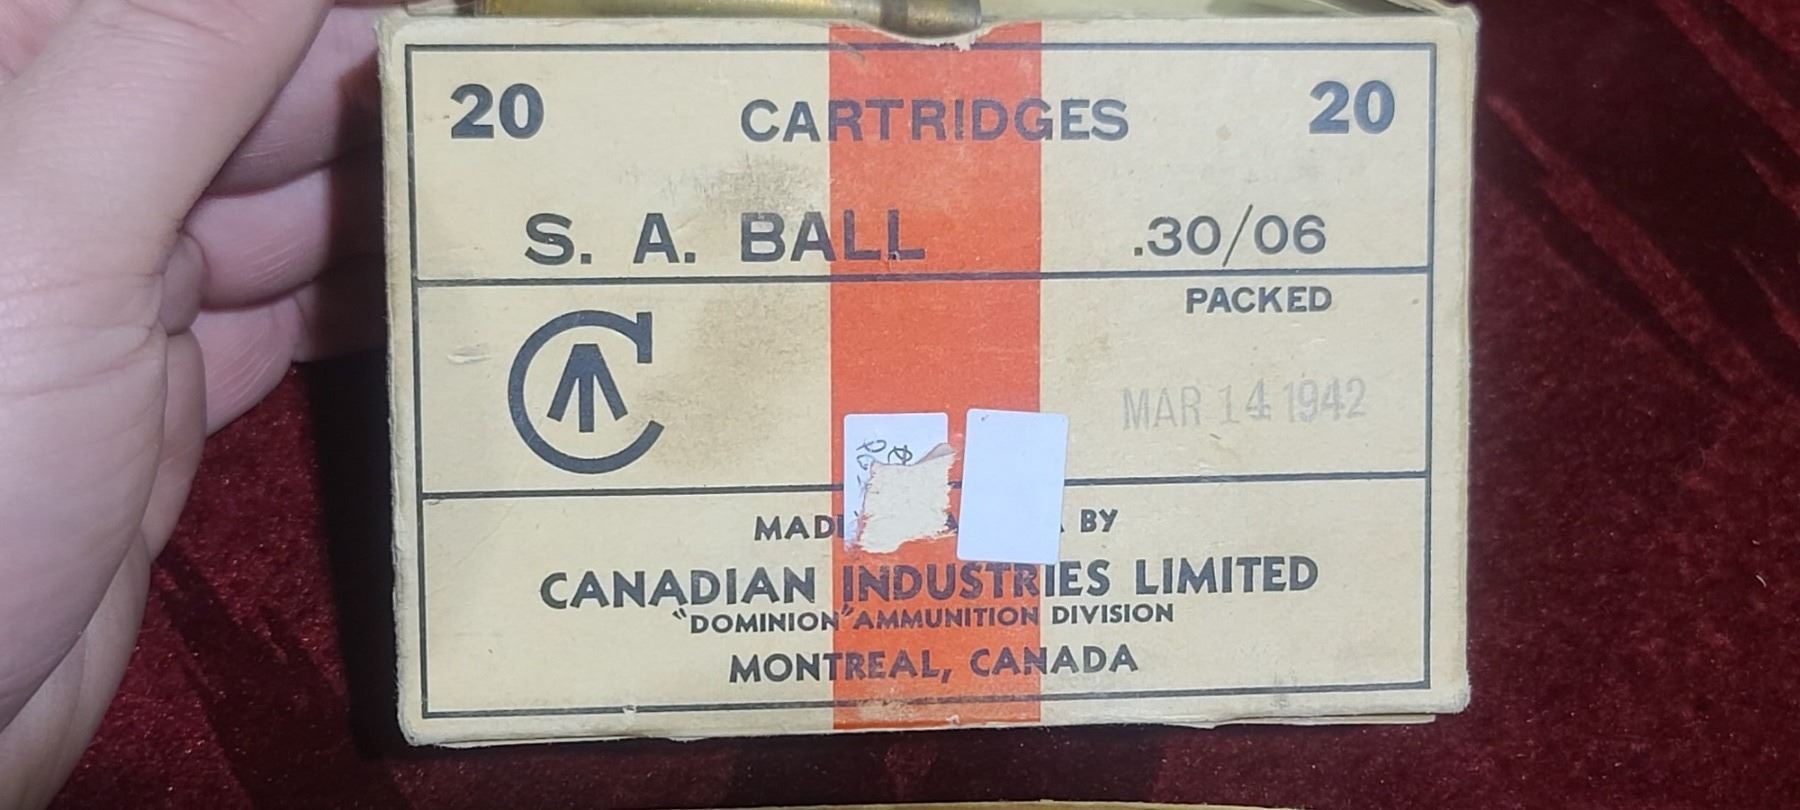 20 CARTRIDGES 20
S. A. BALL .30/06
PACKED
C
MAR 14 1942
BY
CANADIAN INDUSTRIES LIMITED
"DOMINION" AMMUNITION DIVISION
MONTREAL, CANADA